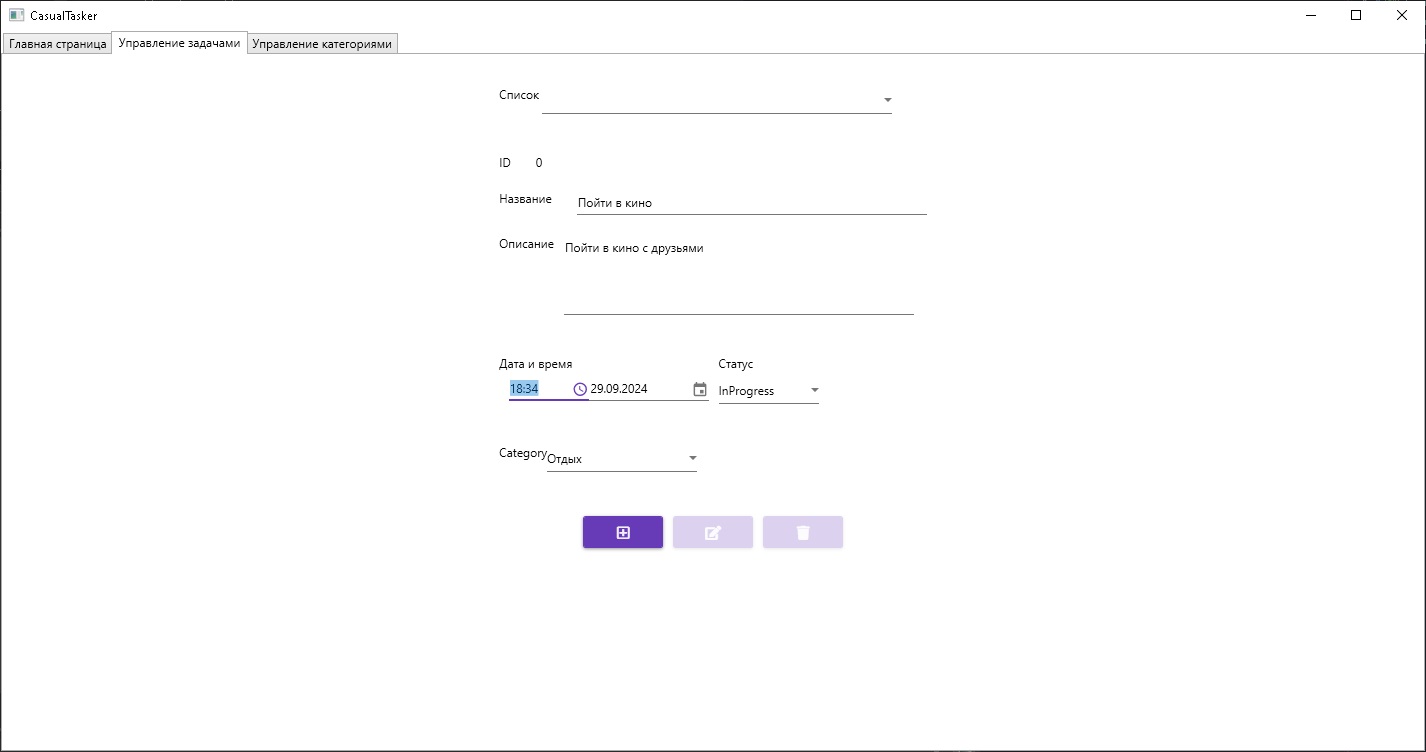 CasualTasker
Главная страница
Управление задачами
Управление категориями
Список
ID 0
Название Пойти в кино
Описание Пойти в кино с друзьями
Дата и время Статус
18:34 29.09.2024 InProgress
Category Отдых